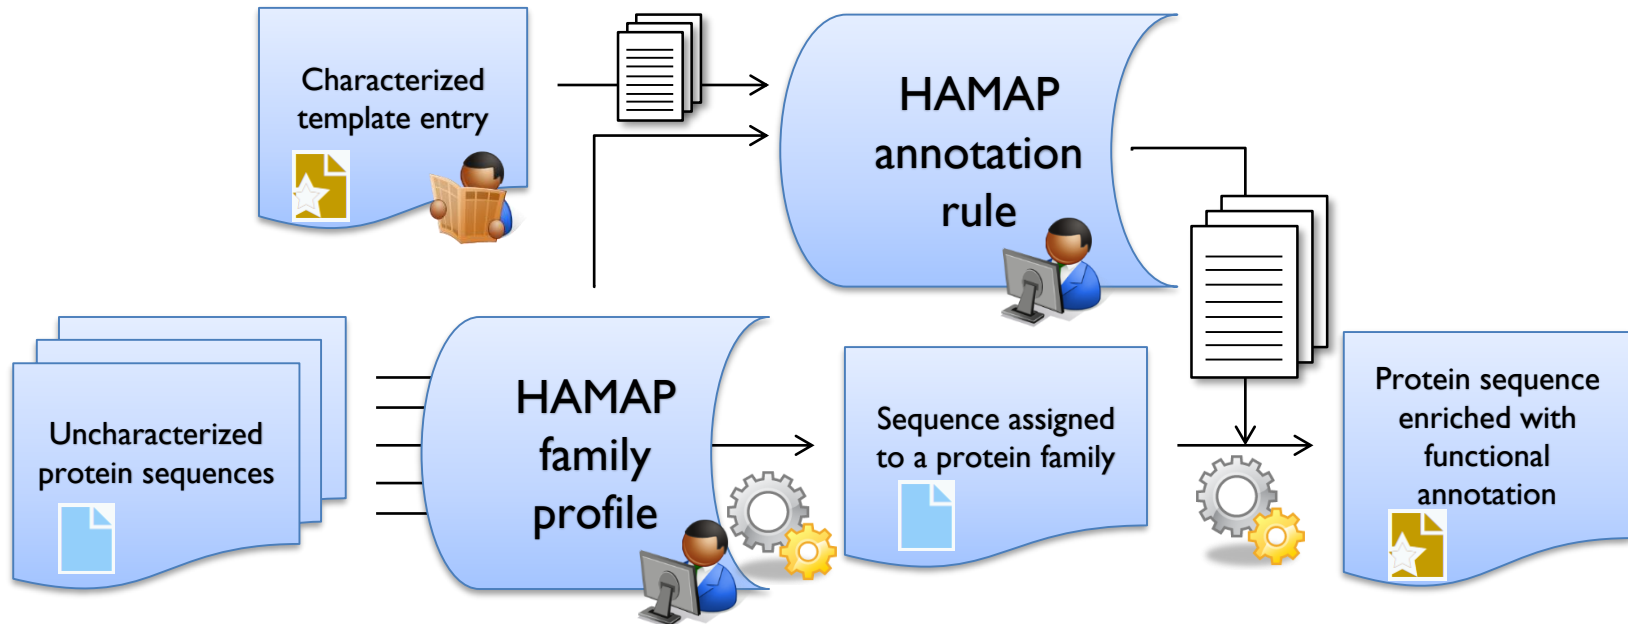 Characterized
template entry
HAMAP
annotation
rule
Uncharacterized
protein sequences
HAMAP
family
profile
Sequence assigned
to a protein family
Protein sequence
enriched with
functional
annotation